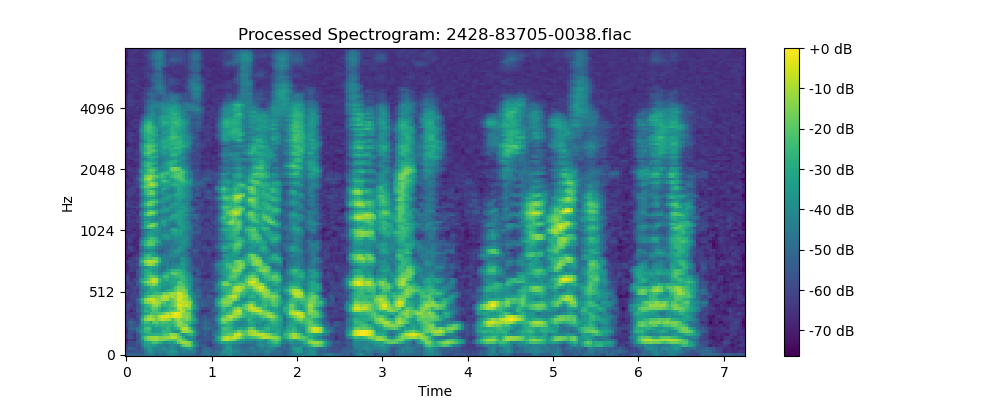 Processed Spectrogram: 2428-83705-0038.flac
Hz
4096
2048
1024
512
0
0 1 2 3 4 5 6 7
Time
+0 dB
-10 dB
-20 dB
-30 dB
-40 dB
-50 dB
-60 dB
-70 dB